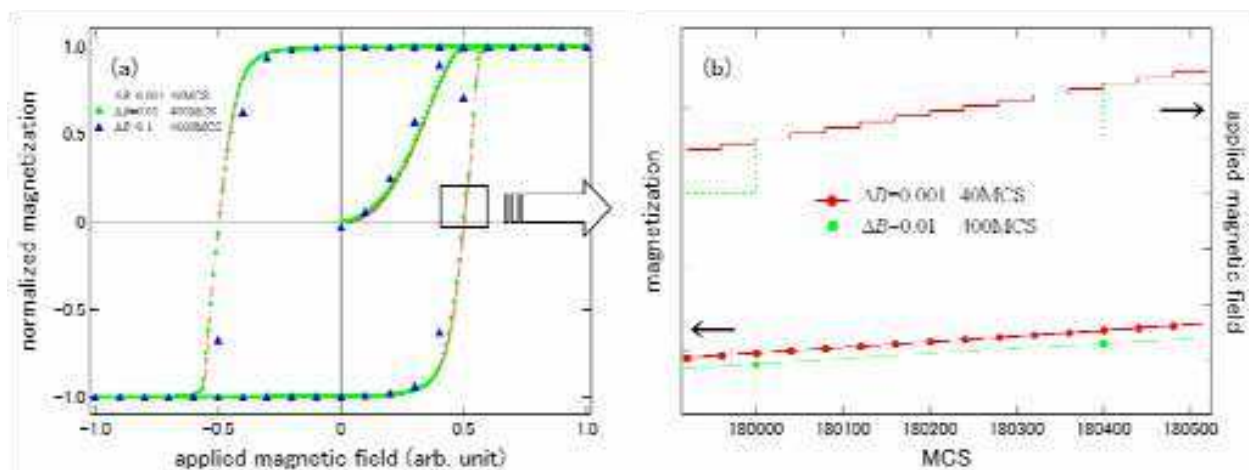 (a)
ΔB=0.001 40MCS
ΔB=0.01 400MCS
ΔB=0.1 4000MCS
normalized magnetization
1.0
0.5
0
-0.5
-1.0
-1.0 -0.5 0 0.5 1.0
applied magnetic field (arb. unit)
(b)
magnetization
applied magnetic field
ΔB=0.001 40MCS
ΔB=0.01 400MCS
180000 180100 180200 180300 180400 180500
MCS